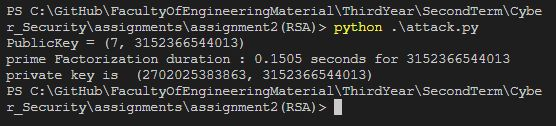 PS C:\GitHub\FacultyOfEngineeringMaterial\ThirdYear\SecondTerm\Cybe
r_Security\assignments\assignment2(RSA)> python .\attack.py
PublicKey = (7, 3152366544013)
prime Factorization duration : 0.1505 seconds for 3152366544013
private key is  (2702025383863, 3152366544013)
PS C:\GitHub\FacultyOfEngineeringMaterial\ThirdYear\SecondTerm\Cybe
r_Security\assignments\assignment2(RSA)>